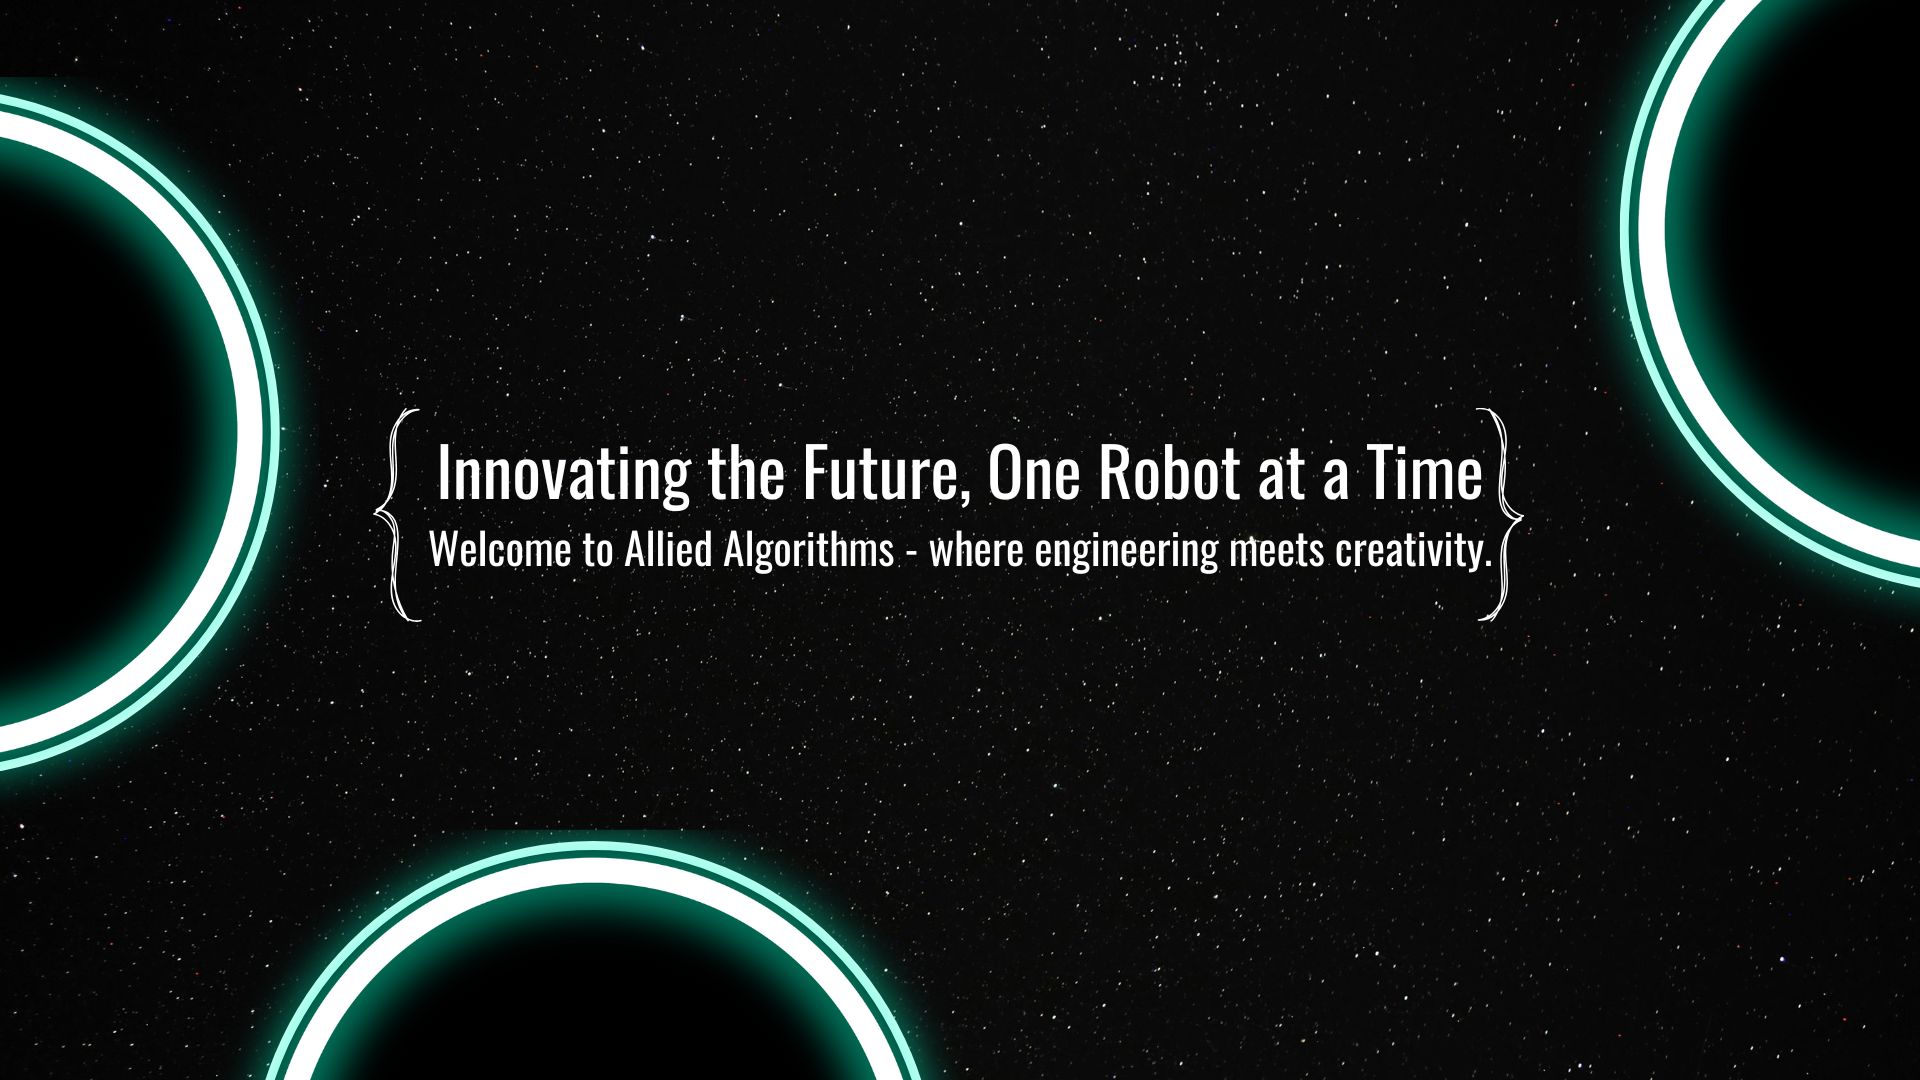 Innovating the Future, One Robot at a Time
Welcome to Allied Algorithms - where engineering meets creativity.